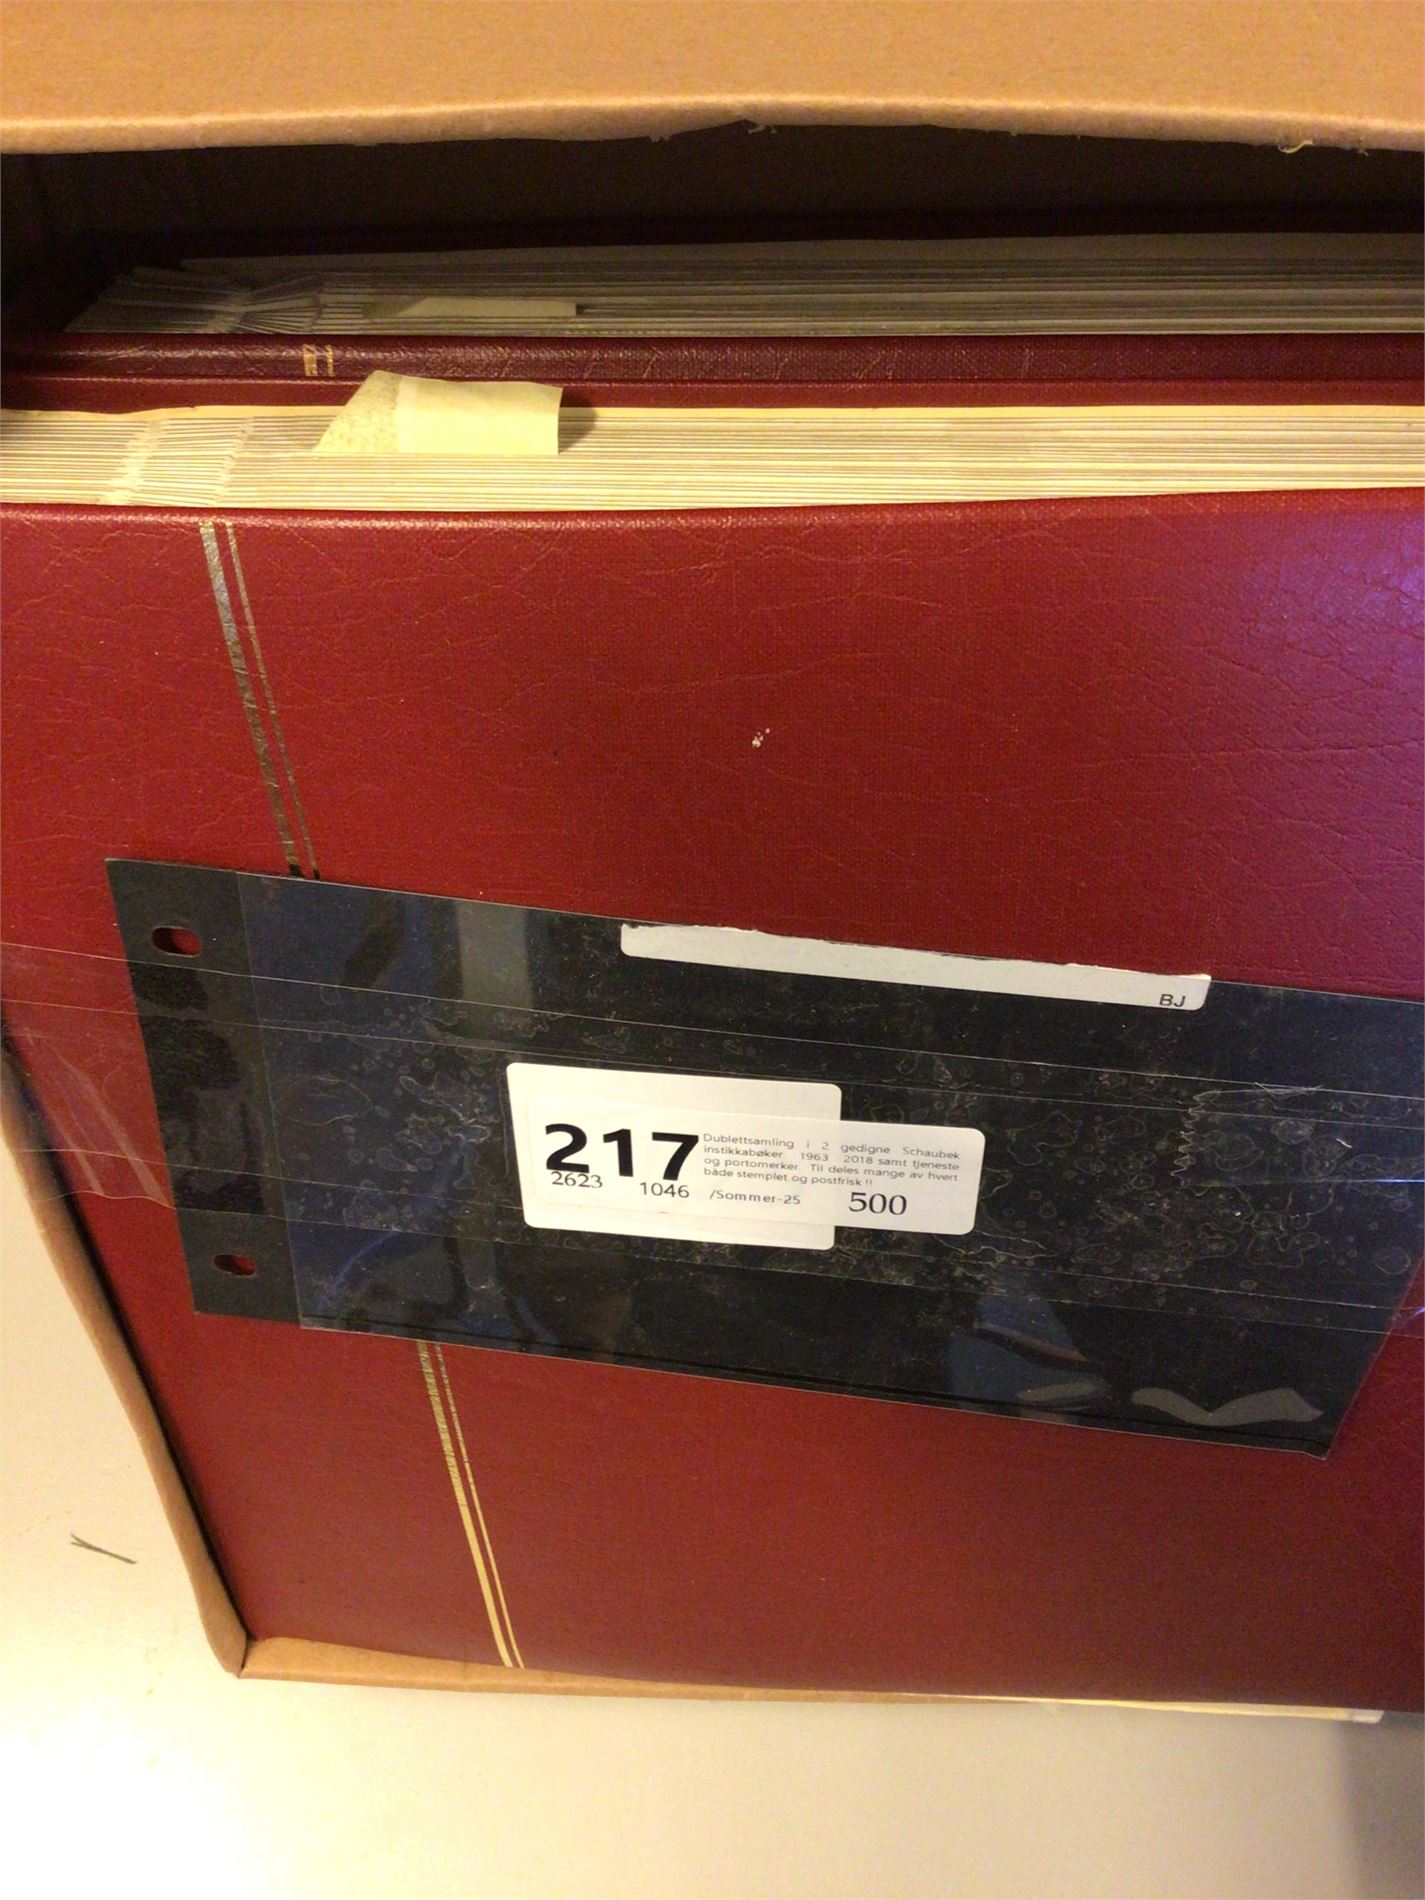 BJ
217
Dublettsamling i 2 gedigne Schaubek
instikkabøker 1963 2018 samt tjeneste
og portomerker. Til deles mange av hvert
både stemplet og postfrisk !!
2623 1046 /Sommer-25 500